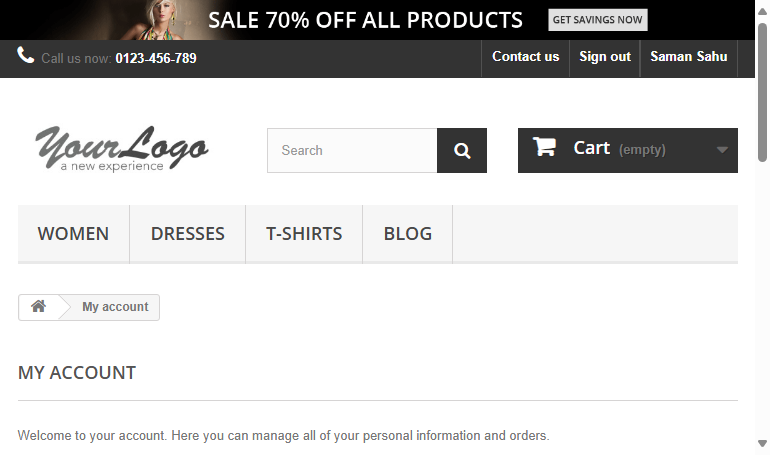 SALE 70% OFF ALL PRODUCTS GET SAVINGS NOW
Call us now: 0123-456-789 Contact us Sign out Saman Sahu
YourLogo
a new experience
Search
Cart (empty)
WOMEN DRESSES T-SHIRTS BLOG
My account
MY ACCOUNT
Welcome to your account. Here you can manage all of your personal information and orders.